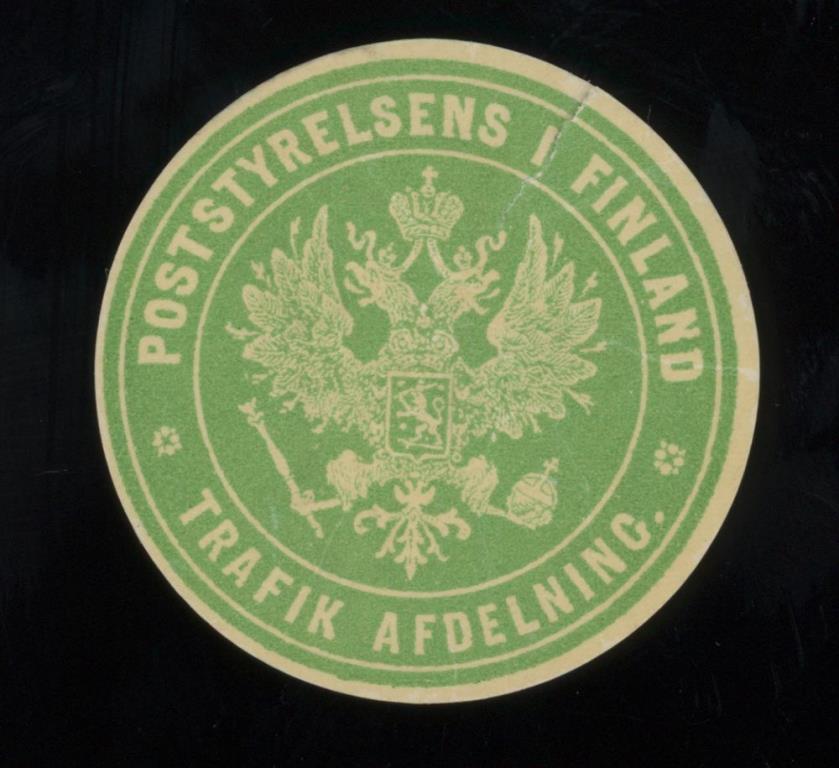 POSTSTYRELSENS I FINLAND
TRAFIK AFDELNING.